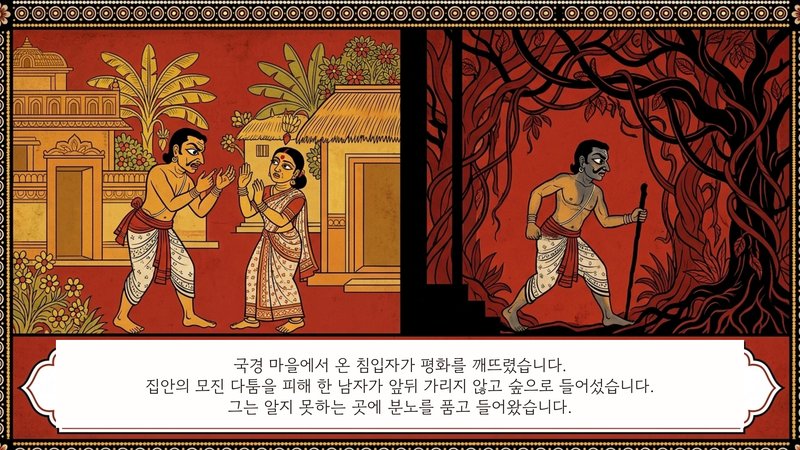 국경 마을에서 온 침입자가 평화를 깨뜨렸습니다.
집안의 모진 다툼을 피해 한 남자가 앞뒤 가리지 않고 숲으로 들어섰습니다.
그는 알지 못하는 곳에 분노를 품고 들어왔습니다.